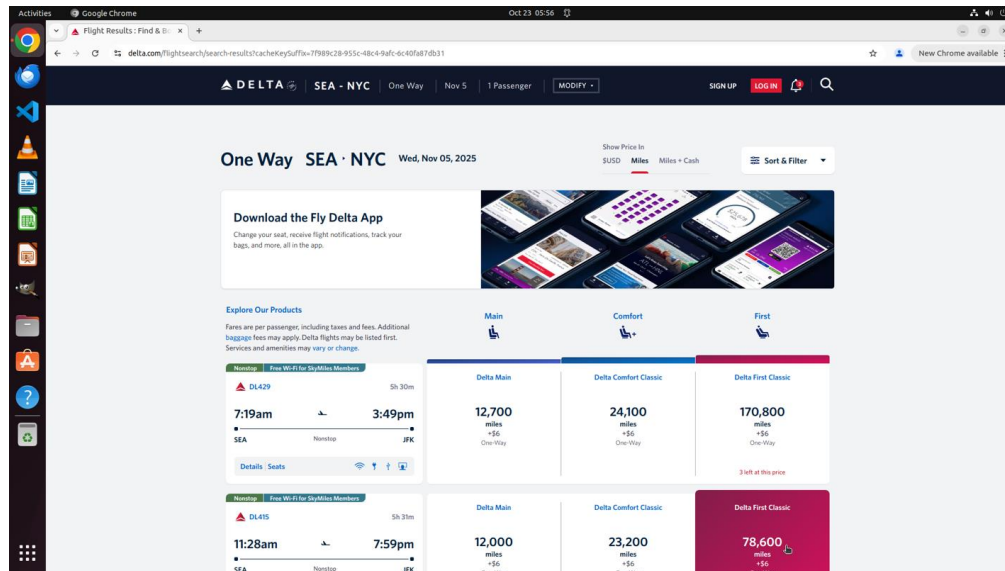 Activities
Google Chrome
Oct 23 05:56
Flight Results : Find & Bo
delta.com/flightsearch/search-results?cacheKeySuffix=7f989c28-955c-48c4-9afc-6c40fa87db31
New Chrome available
DELTA
SEA - NYC
One Way
Nov 5
1 Passenger
MODIFY
SIGN UP
LOG IN
One Way SEA · NYC Wed, Nov 05, 2025
Show Price In
$USD Miles Miles + Cash
Sort & Filter
Download the Fly Delta App
Change your seat, receive flight notifications, track your
bags, and more, all in the app.
Explore Our Products
Fares are per passenger, including taxes and fees. Additional
baggage fees may apply. Delta flights may be listed first.
Services and amenities may vary or change.
Main
Comfort
First
Nonstop Free Wi-Fi for SkyMiles Members
DL429 5h 30m
7:19am 3:49pm
SEA Nonstop JFK
Details Seats
Delta Main
12,700
miles
+$6
One-Way
Delta Comfort Classic
24,100
miles
+$6
One-Way
Delta First Classic
170,800
miles
+$6
One-Way
3 left at this price
Nonstop Free Wi-Fi for SkyMiles Members
DL415 5h 31m
11:28am 7:59pm
SEA Nonstop JFK
Delta Main
12,000
miles
+$6
Delta Comfort Classic
23,200
miles
+$6
Delta First Classic
78,600
miles
+$6